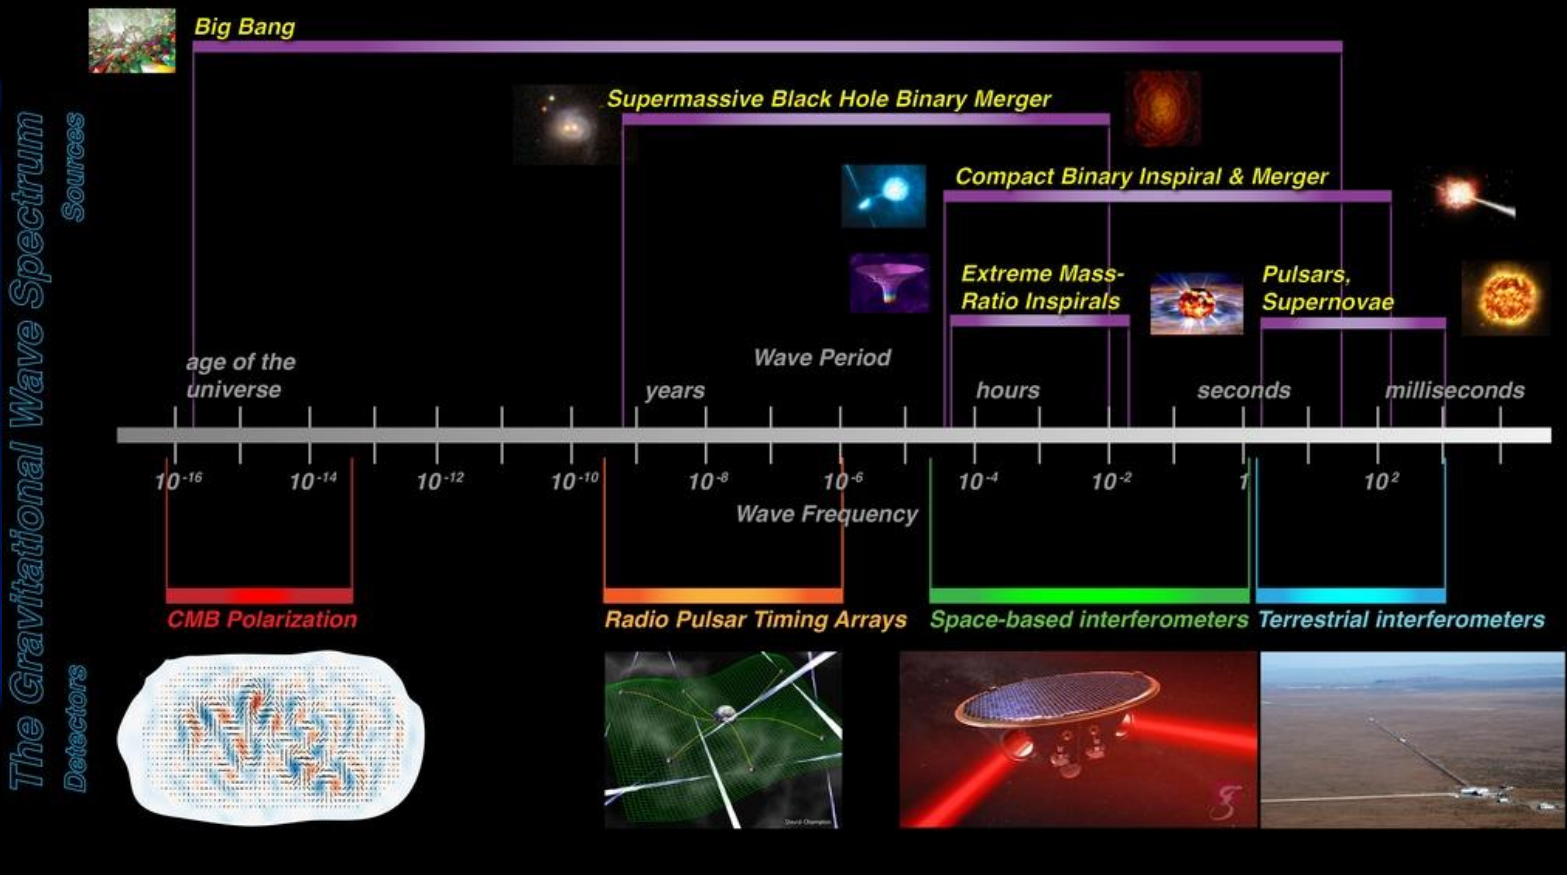 The Gravitational Wave Spectrum
Sources
Detectors
Big Bang
Supermassive Black Hole Binary Merger
Compact Binary Inspiral & Merger
Extreme Mass-
Ratio Inspirals
Pulsars,
Supernovae
age of the
universe
Wave Period
years
hours
seconds
milliseconds
10⁻¹⁶
10⁻¹⁴
10⁻¹²
10⁻¹⁰
10⁻⁸
10⁻⁶
10⁻⁴
10⁻²
1
10²
Wave Frequency
CMB Polarization
Radio Pulsar Timing Arrays
Space-based interferometers
Terrestrial interferometers
David Champion